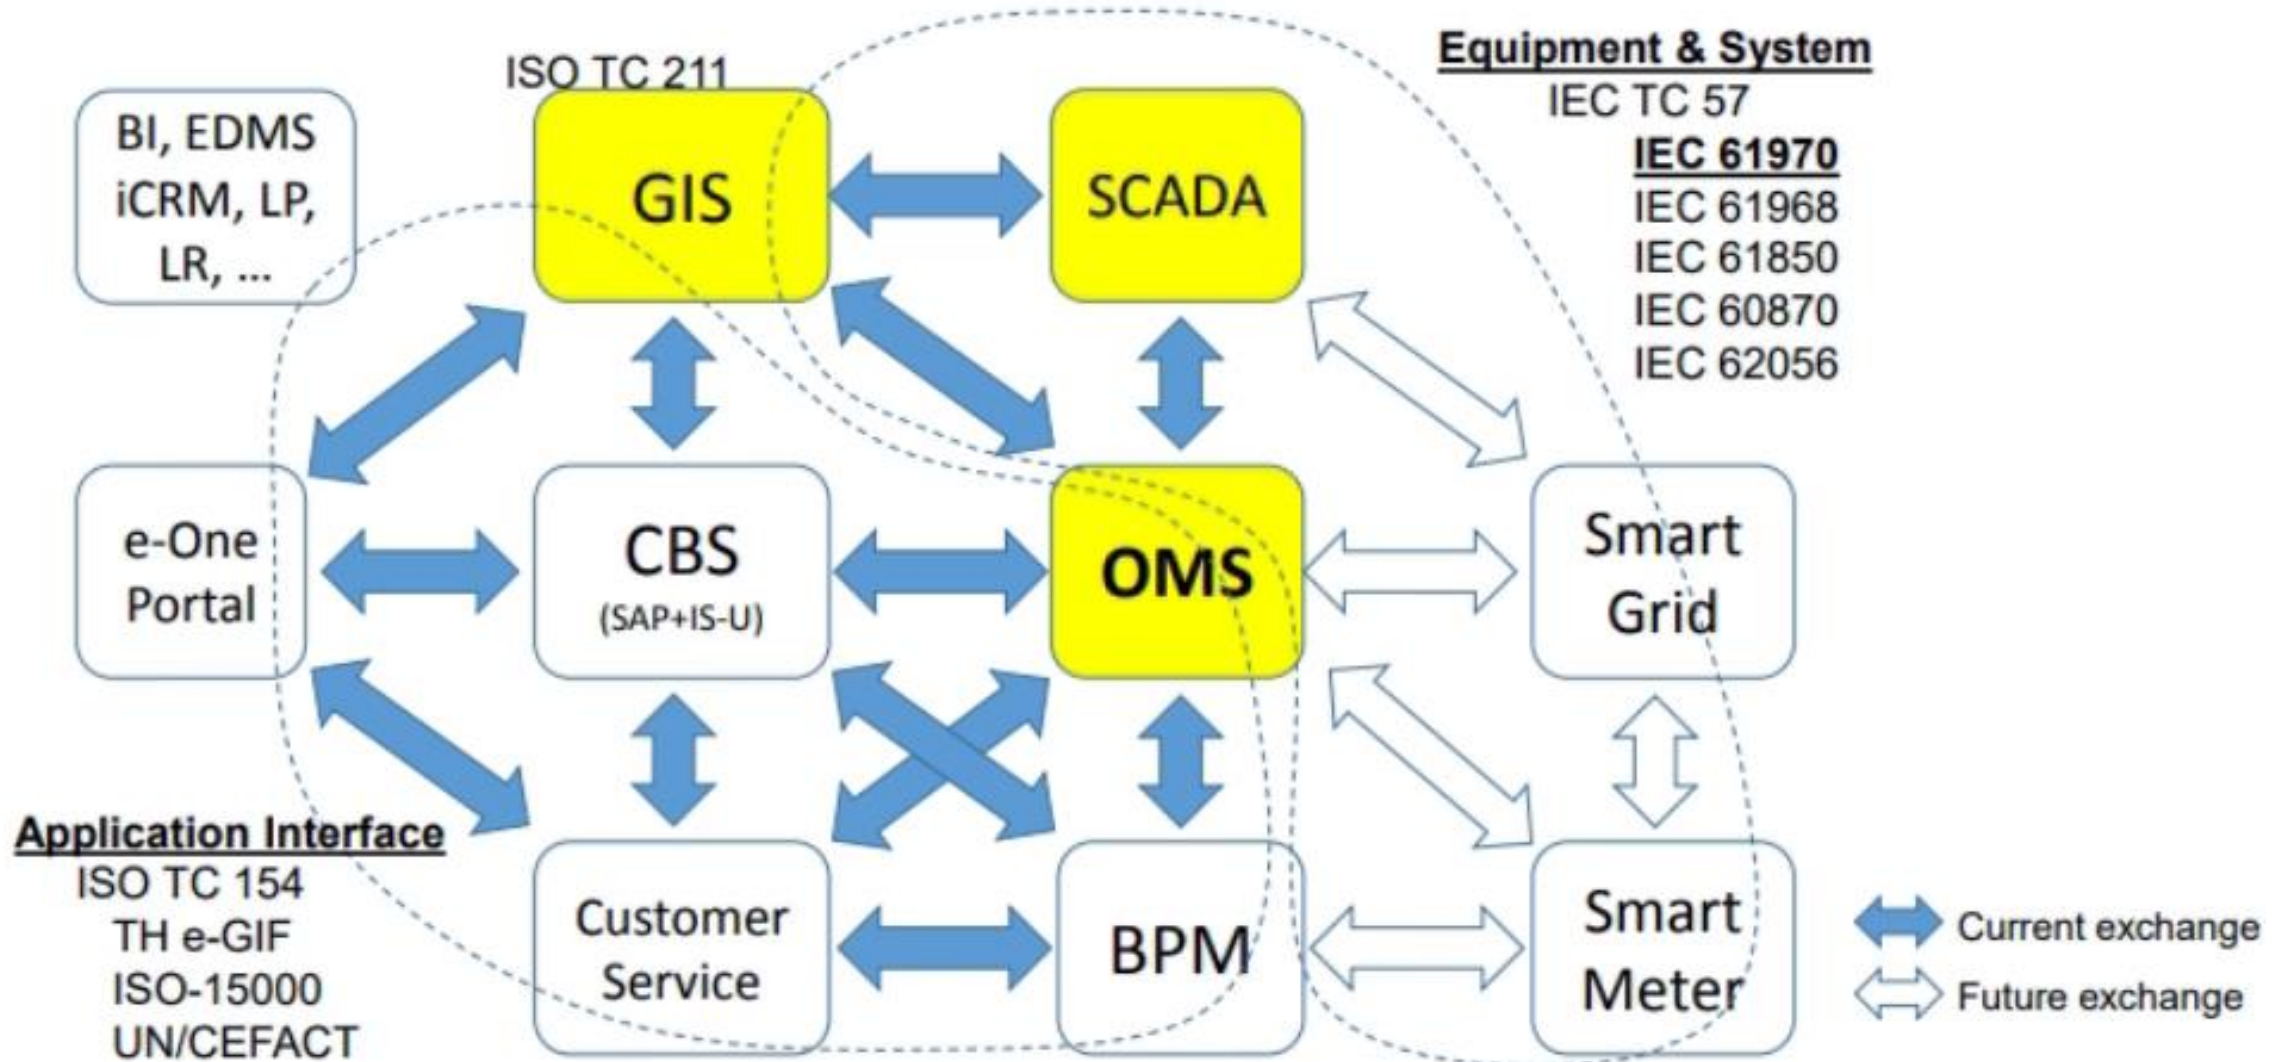 ISO TC 211
Equipment & System
IEC TC 57
IEC 61970
IEC 61968
IEC 61850
IEC 60870
IEC 62056
BI, EDMS
iCRM, LP,
LR, ...
GIS
SCADA
e-One
Portal
CBS
(SAP+IS-U)
OMS
Smart
Grid
Application Interface
ISO TC 154
TH e-GIF
ISO-15000
UN/CEFACT
Customer
Service
BPM
Smart
Meter
Current exchange
Future exchange